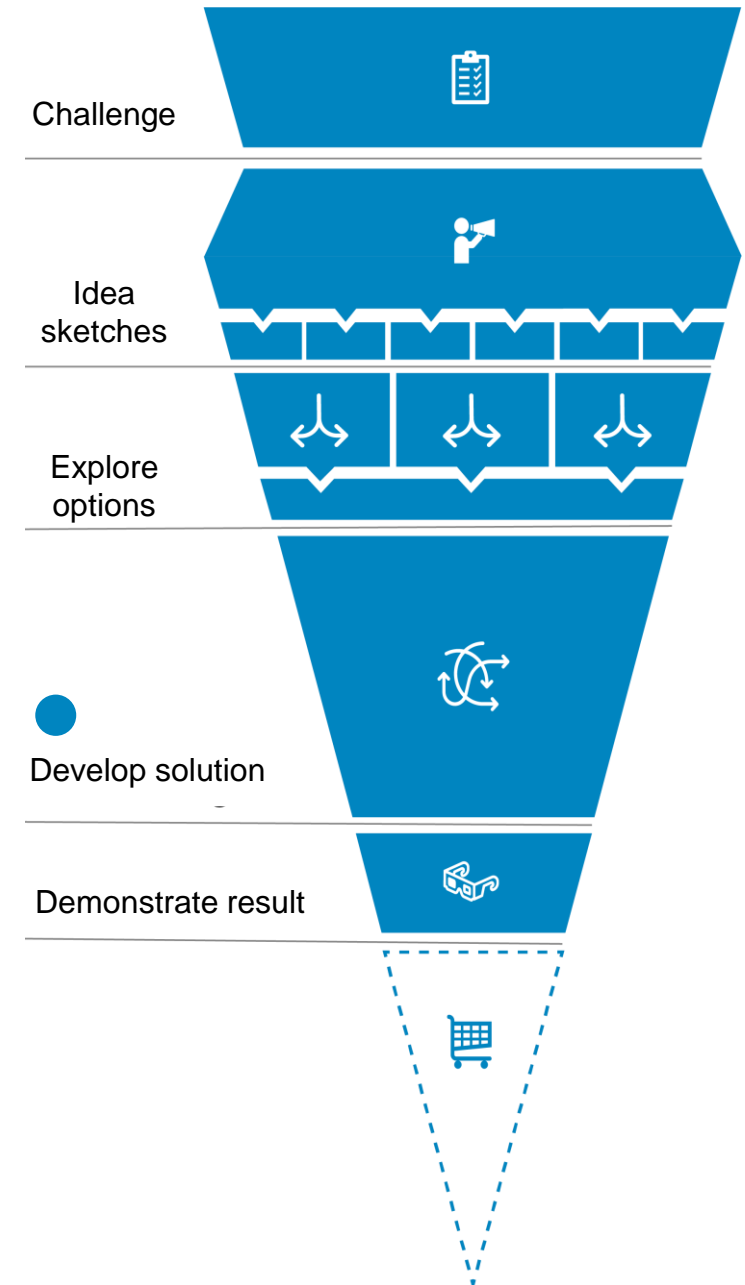 Challenge
Idea
sketches
Explore
options
Develop solution
Demonstrate result